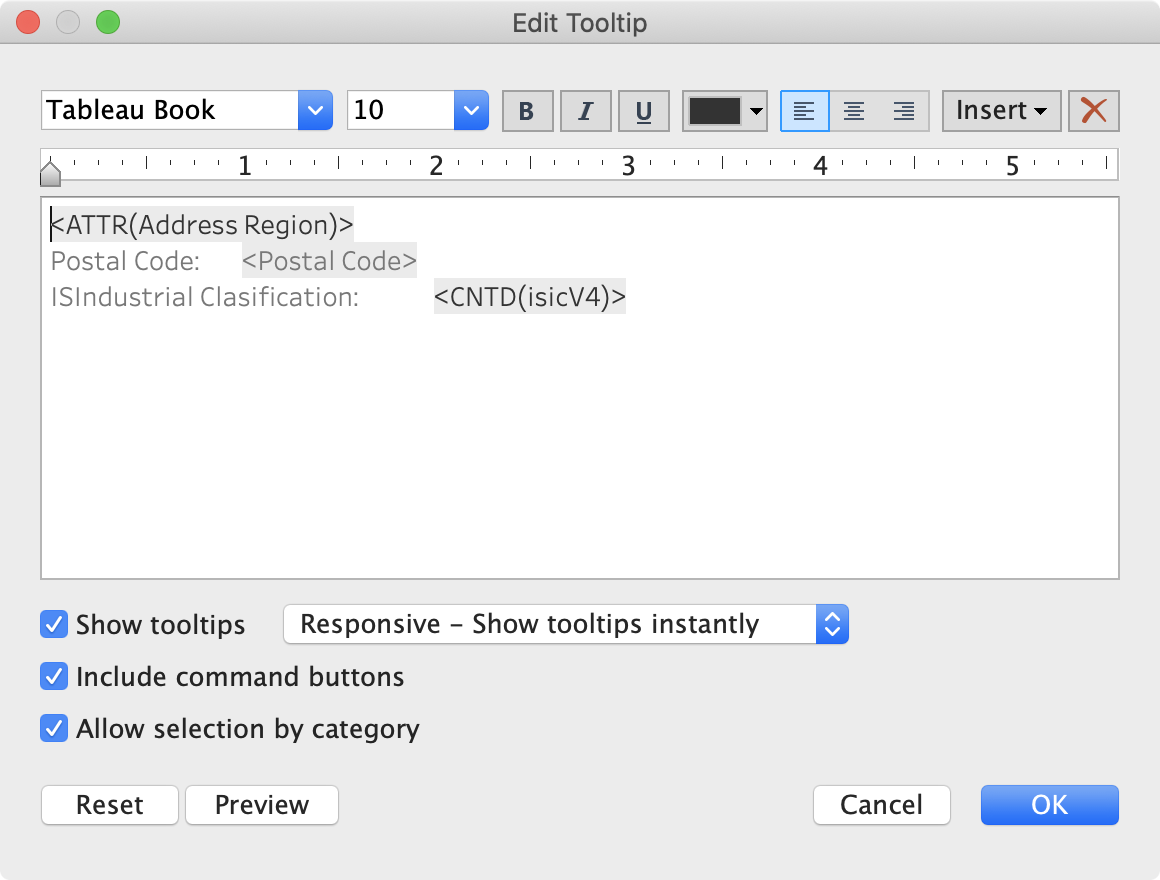 Edit Tooltip
Tableau Book 10 B I U Insert
1 2 3 4 5
<ATTR(Address Region)>
Postal Code: <Postal Code>
ISIndustrial Clasification: <CNTD(isicV4)>
Show tooltips Responsive – Show tooltips instantly
Include command buttons
Allow selection by category
Reset Preview Cancel OK